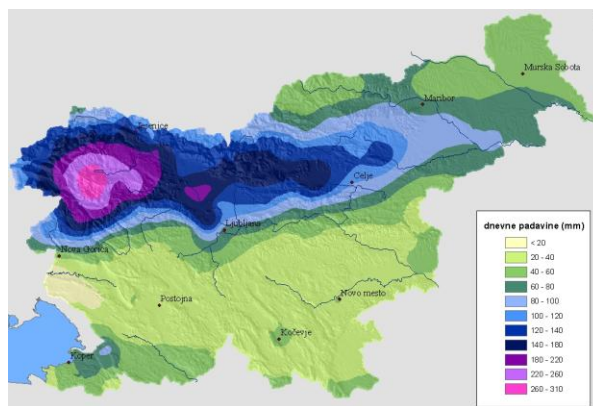 Murska Sobota
Maribor
Celje
Ljubljana
Nova Gorica
Postojna
Novo mesto
Kočevje
Koper
dnevne padavine (mm)
< 20
20 - 40
40 - 60
60 - 80
80 - 100
100 - 120
120 - 140
140 - 180
180 - 220
220 - 260
260 - 310